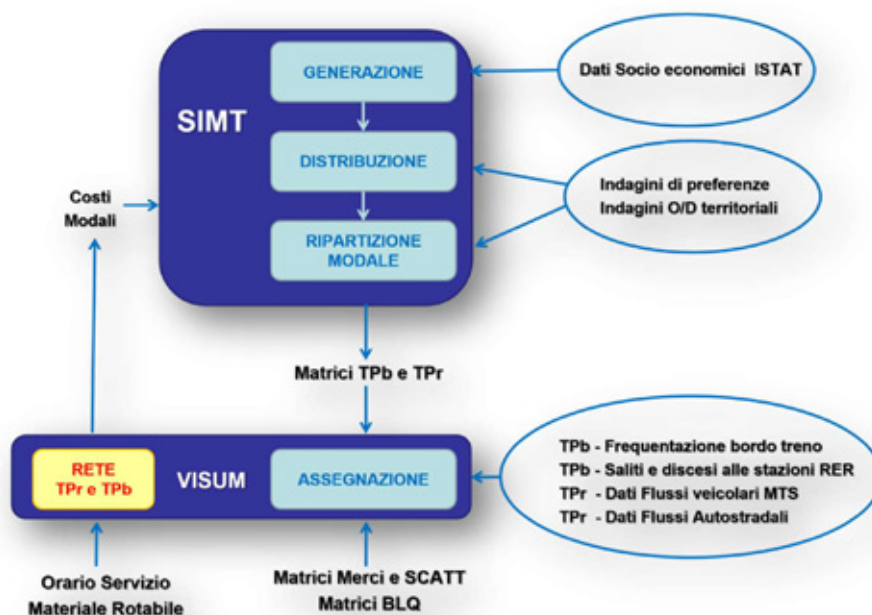 GENERAZIONE
Dati Socio economici ISTAT
SIMT
DISTRIBUZIONE
Costi
Modali
Indagini di preferenze
Indagini O/D territoriali
RIPARTIZIONE
MODALE
Matrici TPb e TPr
RETE
TPr e TPb
VISUM
ASSEGNAZIONE
TPb - Frequentazione bordo treno
TPb - Saliti e discesi alle stazioni RER
TPr - Dati Flussi veicolari MTS
TPr - Dati Flussi Autostradali
Orario Servizio
Materiale Rotabile
Matrici Merci e SCATT
Matrici BLQ